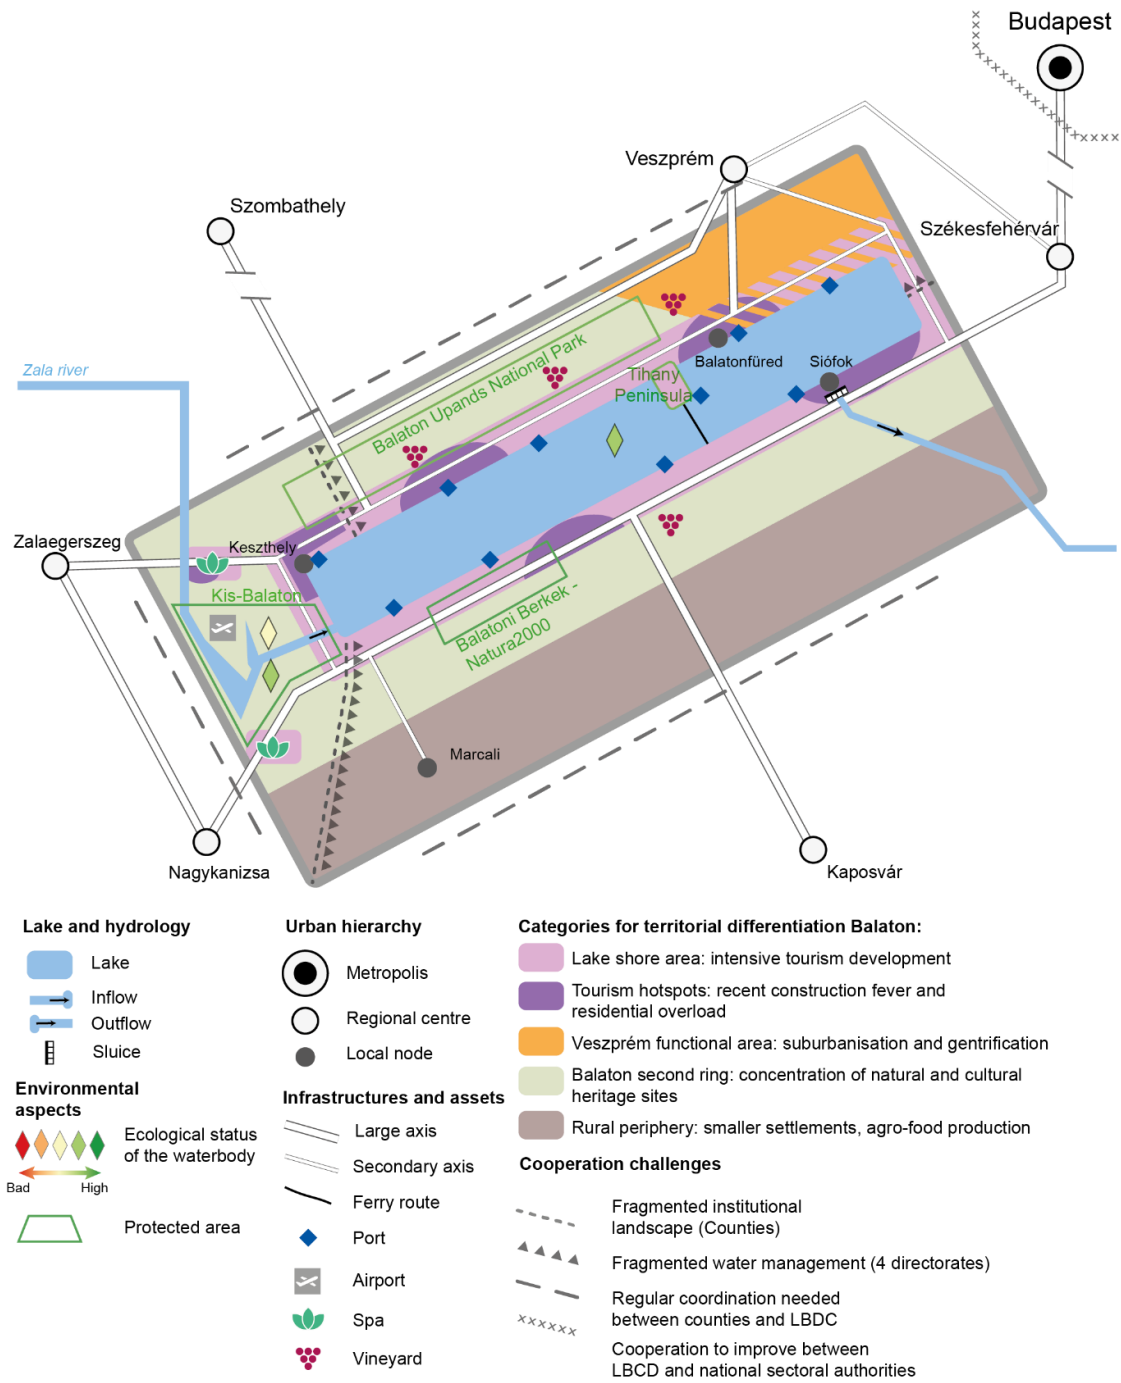 Budapest
Veszprém
Szombathely
Székesfehérvár
Zala river
Balaton Upands National Park
Balatonfüred
Siófok
Tihany
Peninsula
Zalaegerszeg
Keszthely
Kis-Balaton
Balatoni Berkek -
Natura2000
Marcali
Nagykanizsa
Kaposvár
Lake and hydrology
Lake
Inflow
Outflow
Sluice
Environmental
aspects
Ecological status
of the waterbody
Bad
High
Protected area
Urban hierarchy
Metropolis
Regional centre
Local node
Infrastructures and assets
Large axis
Secondary axis
Ferry route
Port
Airport
Spa
Vineyard
Categories for territorial differentiation Balaton:
Lake shore area: intensive tourism development
Tourism hotspots: recent construction fever and
residential overload
Veszprém functional area: suburbanisation and gentrification
Balaton second ring: concentration of natural and cultural
heritage sites
Rural periphery: smaller settlements, agro-food production
Cooperation challenges
Fragmented institutional
landscape (Counties)
Fragmented water management (4 directorates)
Regular coordination needed
between counties and LBDC
Cooperation to improve between
LBCD and national sectoral authorities